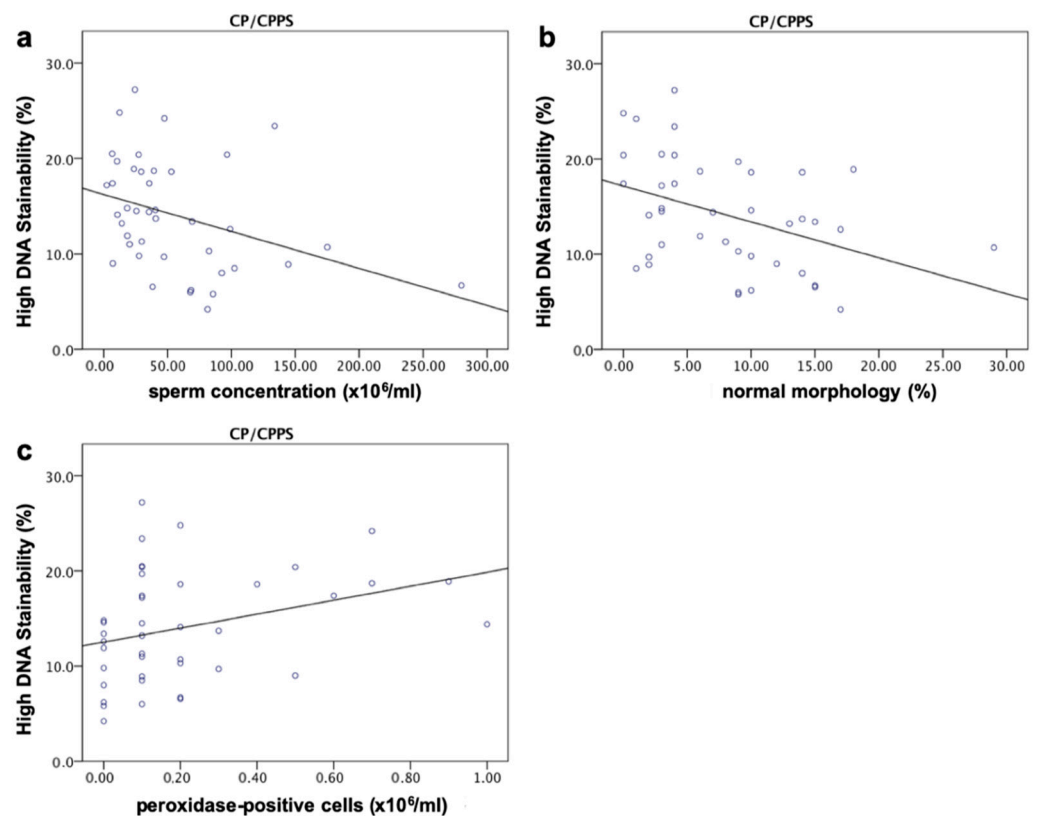 CP/CPPS
a
High DNA Stainability (%)
30.0
20.0
10.0
0.0
0.00 50.00 100.00 150.00 200.00 250.00 300.00
sperm concentration (x10⁶/ml)
CP/CPPS
b
High DNA Stainability (%)
30.0
20.0
10.0
0.0
0.00 5.00 10.00 15.00 20.00 25.00 30.00
normal morphology (%)
CP/CPPS
c
High DNA Stainability (%)
30.0
20.0
10.0
0.0
0.00 0.20 0.40 0.60 0.80 1.00
peroxidase-positive cells (x10⁶/ml)